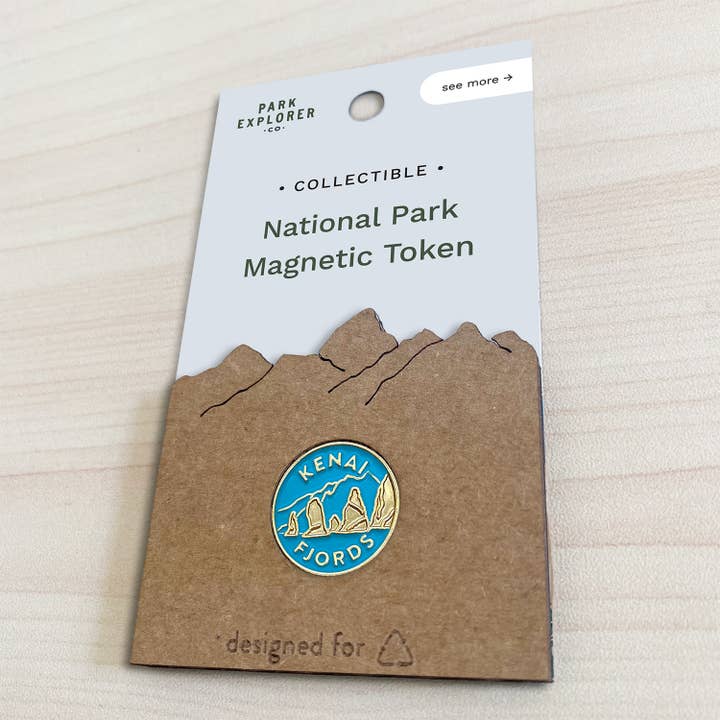 PARK
EXPLORER
·CO·
see more →
• COLLECTIBLE •
National Park
Magnetic Token
KENAI
FJORDS
designed for